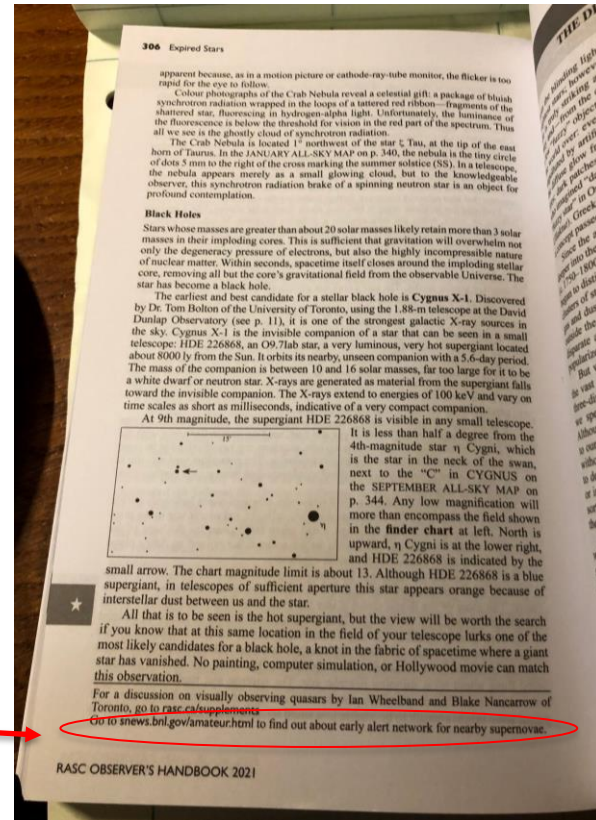 306 Expired Stars
apparent because, as in a motion picture or cathode-ray-tube monitor, the flicker is too
rapid for the eye to follow.
Colour photographs of the Crab Nebula reveal a celestial gift: a package of bluish
synchrotron radiation wrapped in the loops of a tattered red ribbon—fragments of the
shattered star, fluorescing in hydrogen-alpha light. Unfortunately, the luminance of
the fluorescence is below the threshold for vision in the red part of the spectrum. Thus
all we see is the ghostly cloud of synchrotron radiation.
The Crab Nebula is located 1° northwest of the star ζ Tau, at the tip of the east
horn of Taurus. In the JANUARY ALL-SKY MAP on p. 340, the nebula is the tiny circle
of dots 5 mm to the right of the cross marking the summer solstice (SS). In a telescope,
the nebula appears merely as a small glowing cloud, but to the knowledgeable
observer, this synchrotron radiation brake of a spinning neutron star is an object for
profound contemplation.
Black Holes
Stars whose masses are greater than about 20 solar masses likely retain more than 3 solar
masses in their imploding cores. This is sufficient that gravitation will overwhelm not
only the degeneracy pressure of electrons, but also the highly incompressible nature
of nuclear matter. Within seconds, spacetime itself closes around the imploding stellar
core, removing all but the core's gravitational field from the observable Universe. The
star has become a black hole.
The earliest and best candidate for a stellar black hole is Cygnus X-1. Discovered
by Dr. Tom Bolton of the University of Toronto, using the 1.88-m telescope at the David
Dunlap Observatory (see p. 11), it is one of the strongest galactic X-ray sources in
the sky. Cygnus X-1 is the invisible companion of a star that can be seen in a small
telescope: HDE 226868, an O9.7Iab star, a very luminous, very hot supergiant located
about 8000 ly from the Sun. It orbits its nearby, unseen companion with a 5.6-day period.
The mass of the companion is between 10 and 16 solar masses, far too large for it to be
a white dwarf or neutron star. X-rays are generated as material from the supergiant falls
toward the invisible companion. The X-rays extend to energies of 100 keV and vary on
time scales as short as milliseconds, indicative of a very compact companion.
At 9th magnitude, the supergiant HDE 226868 is visible in any small telescope.
It is less than half a degree from the
4th-magnitude star η Cygni, which
is the star in the neck of the swan,
next to the "C" in CYGNUS on
the SEPTEMBER ALL-SKY MAP on
p. 344. Any low magnification will
more than encompass the field shown
in the finder chart at left. North is
upward, η Cygni is at the lower right,
and HDE 226868 is indicated by the
15'
η
small arrow. The chart magnitude limit is about 13. Although HDE 226868 is a blue
supergiant, in telescopes of sufficient aperture this star appears orange because of
interstellar dust between us and the star.
All that is to be seen is the hot supergiant, but the view will be worth the search
if you know that at this same location in the field of your telescope lurks one of the
most likely candidates for a black hole, a knot in the fabric of spacetime where a giant
star has vanished. No painting, computer simulation, or Hollywood movie can match
this observation.
For a discussion on visually observing quasars by Ian Wheelband and Blake Nancarrow of
Toronto, go to rasc.ca/supplements
Go to snews.bnl.gov/amateur.html to find out about early alert network for nearby supernovae.
RASC OBSERVER'S HANDBOOK 2021
THE